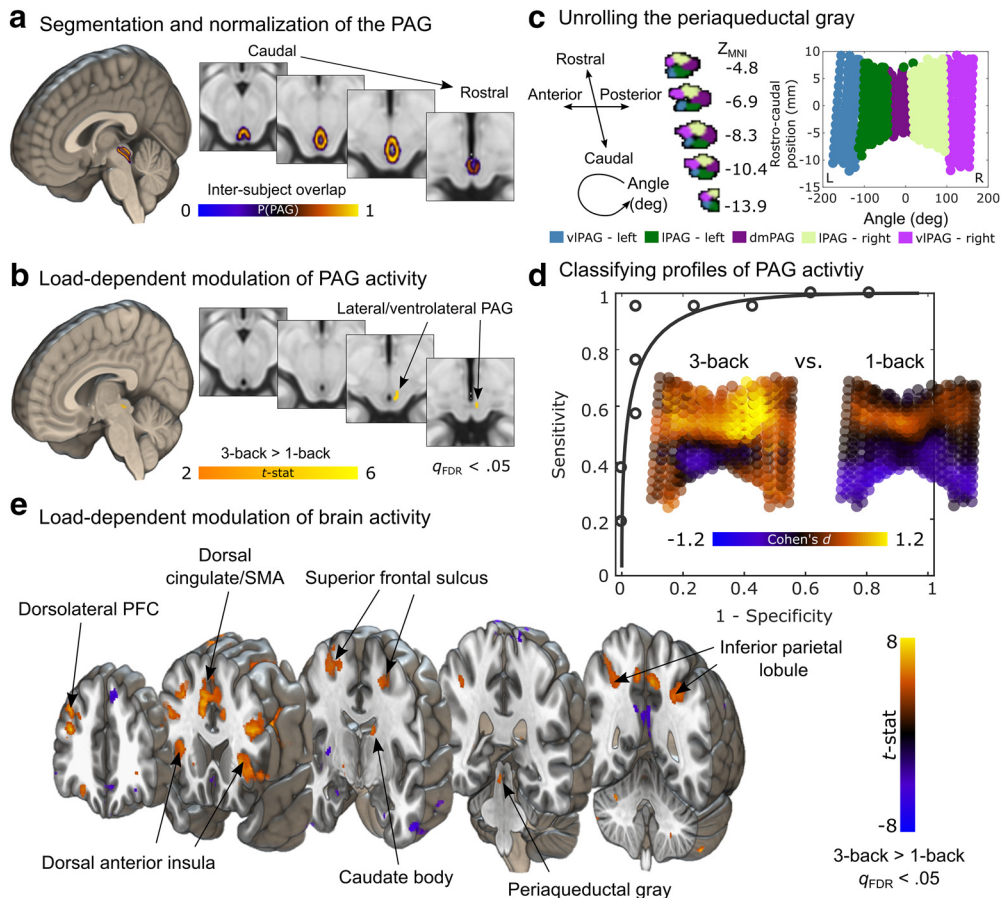 a Segmentation and normalization of the PAG
Caudal
Rostral
Inter-subject overlap
0 P(PAG) 1
b Load-dependent modulation of PAG activity
Lateral/ventrolateral PAG
3-back > 1-back
2 t-stat 6
qFDR < .05
c Unrolling the periaqueductal gray
Rostral
Anterior Posterior
Caudal
Angle
(deg)
ZMNI
-4.8
-6.9
-8.3
-10.4
-13.9
Rostro-caudal
position (mm)
10
5
0
-5
-10
-15
L R
-200 -100 0 100 200
Angle (deg)
vlPAG - left lPAG - left dmPAG lPAG - right vlPAG - right
d Classifying profiles of PAG activtiy
Sensitivity
1
0.8
0.6
0.4
0.2
0
3-back vs. 1-back
-1.2 Cohen's d 1.2
0 0.2 0.4 0.6 0.8 1
1 - Specificity
e Load-dependent modulation of brain activity
Dorsolateral PFC
Dorsal
cingulate/SMA
Superior frontal sulcus
Inferior parietal
lobule
Dorsal anterior insula
Caudate body
Periaqueductal gray
8
t-stat
-8
3-back > 1-back
qFDR < .05